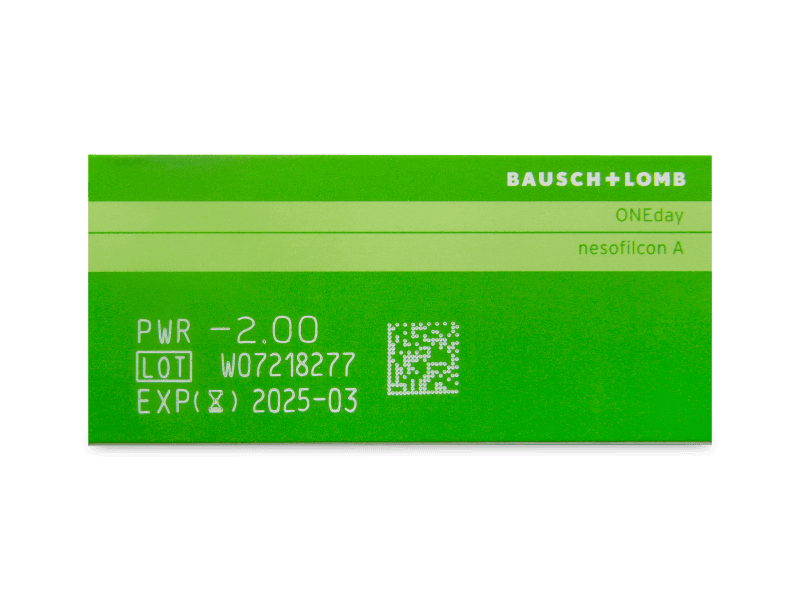 BAUSCH+LOMB
ONEday
nesofilcon A
PWR -2.00
LOT W07218277
EXP(⌛) 2025-03